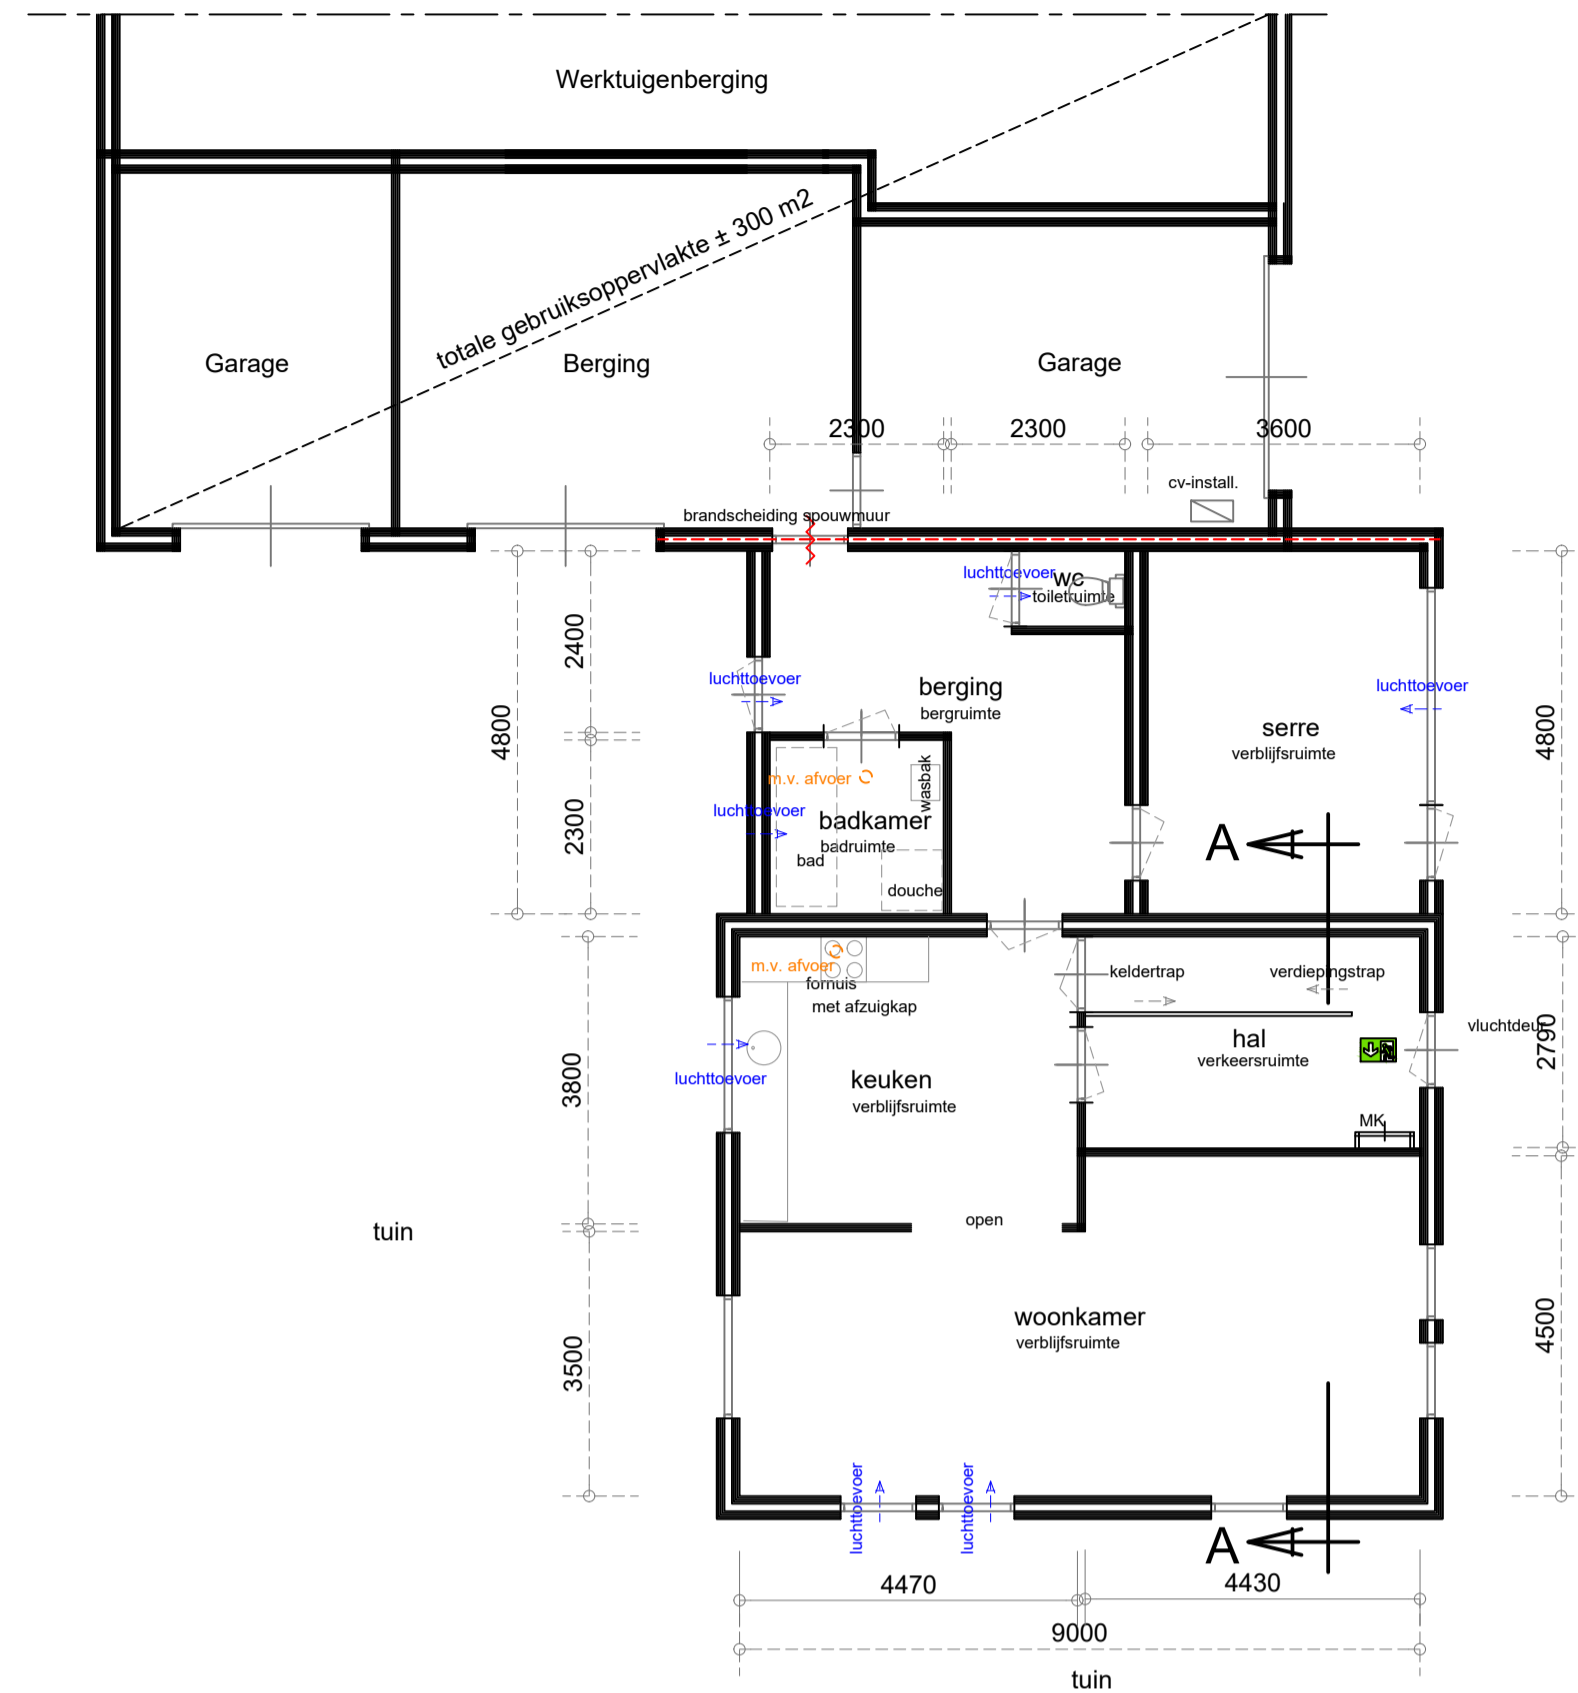 Werktuigenberging
totale gebruiksoppervlakte ± 300 m2
Garage
Berging
Garage
2300
2300
3600
cv-install.
brandscheiding spouwmuur
luchttoevoer
wc
toiletruimte
2400
4800
2300
luchttoevoer
berging
bergruimte
luchttoevoer
serre
verblijfsruimte
4800
m.v. afvoer
wasbak
luchttoevoer
badkamer
badruimte
bad
douche
A
m.v. afvoer
fornuis
met afzuigkap
keldertrap
verdiepingstrap
vluchtdeur
2790
hal
verkeersruimte
luchttoevoer
3800
keuken
verblijfsruimte
MK
open
tuin
woonkamer
verblijfsruimte
3500
4500
luchttoevoer
luchttoevoer
A
4470
4430
9000
tuin